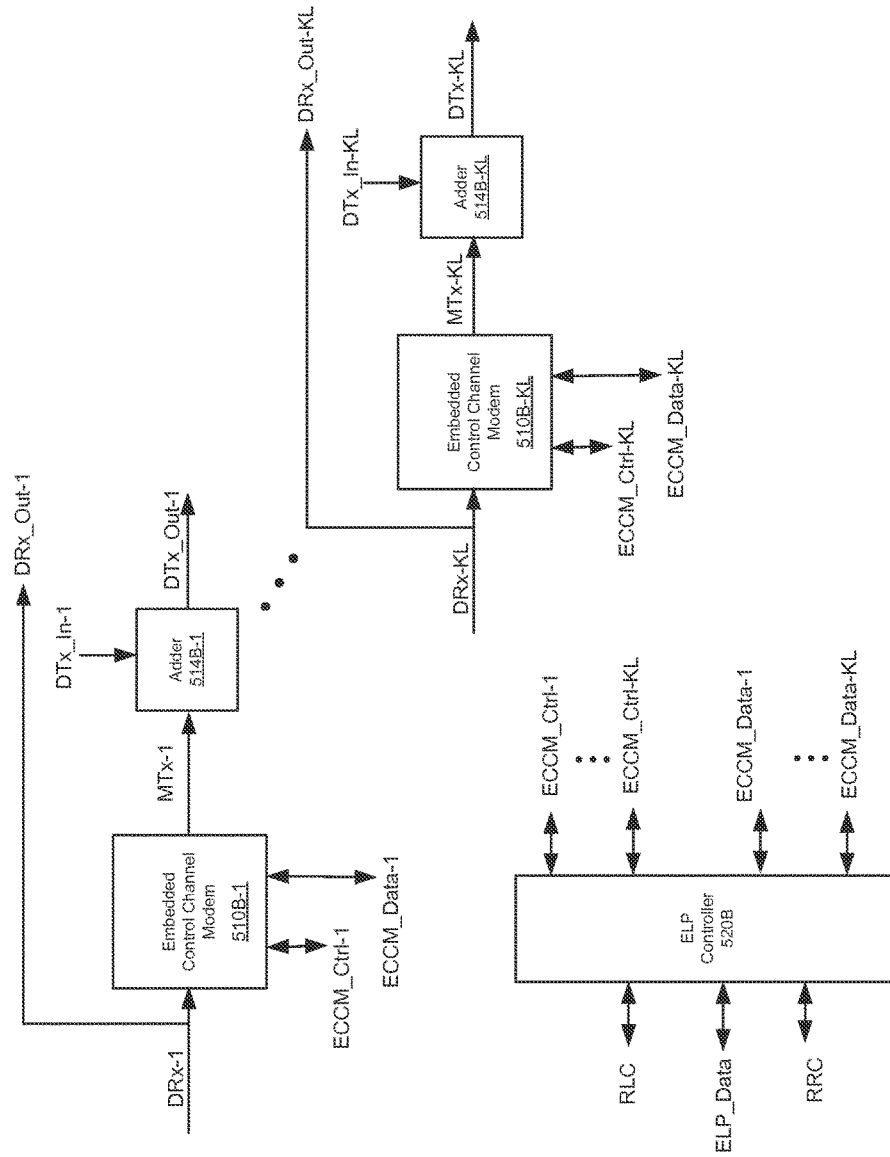 DRx_Out-1
DTx_In-1
DTx_Out-1
Adder
514B-1
MTx-1
Embedded
Control Channel
Modem
510B-1
DRx-1
ECCM_Ctrl-1
ECCM_Data-1
DRx_Out-KL
DTx_In-KL
DTx-KL
Adder
514B-KL
MTx-KL
Embedded
Control Channel
Modem
510B-KL
DRx-KL
ECCM_Ctrl-KL
ECCM_Data-KL
RLC
ELP_Data
RRC
ELP
Controller
520B
ECCM_Ctrl-1
ECCM_Ctrl-KL
ECCM_Data-1
ECCM_Data-KL